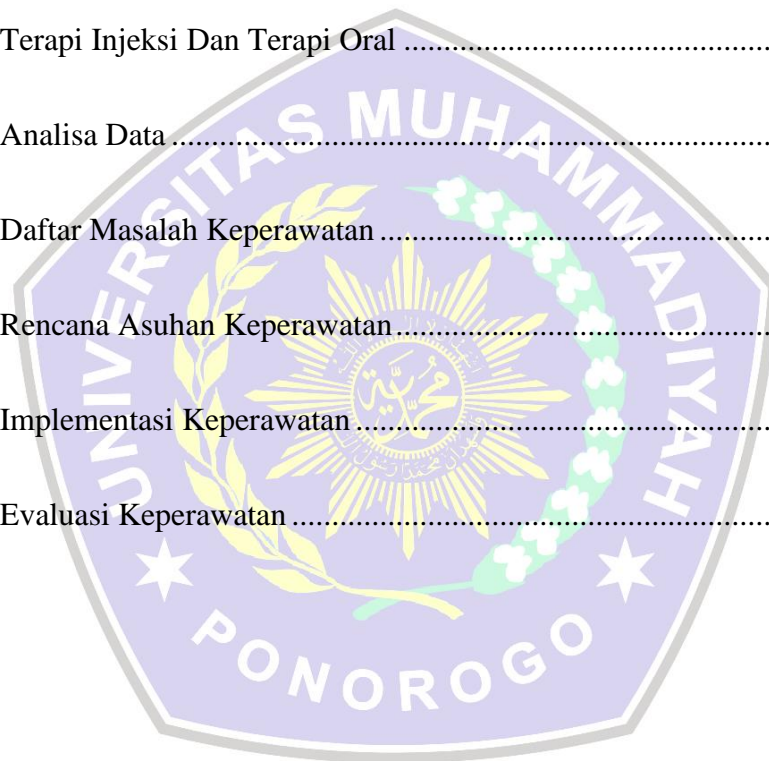 Terapi Injeksi Dan Terapi Oral ................................................
Analisa Data ...........................................................................
Daftar Masalah Keperawatan ...................................................
Rencana Asuhan Keperawatan .................................................
Implementasi Keperawatan ......................................................
Evaluasi Keperawatan .............................................................
UNIVERSITAS MUHAMMADIYAH
PONOROGO
محمد